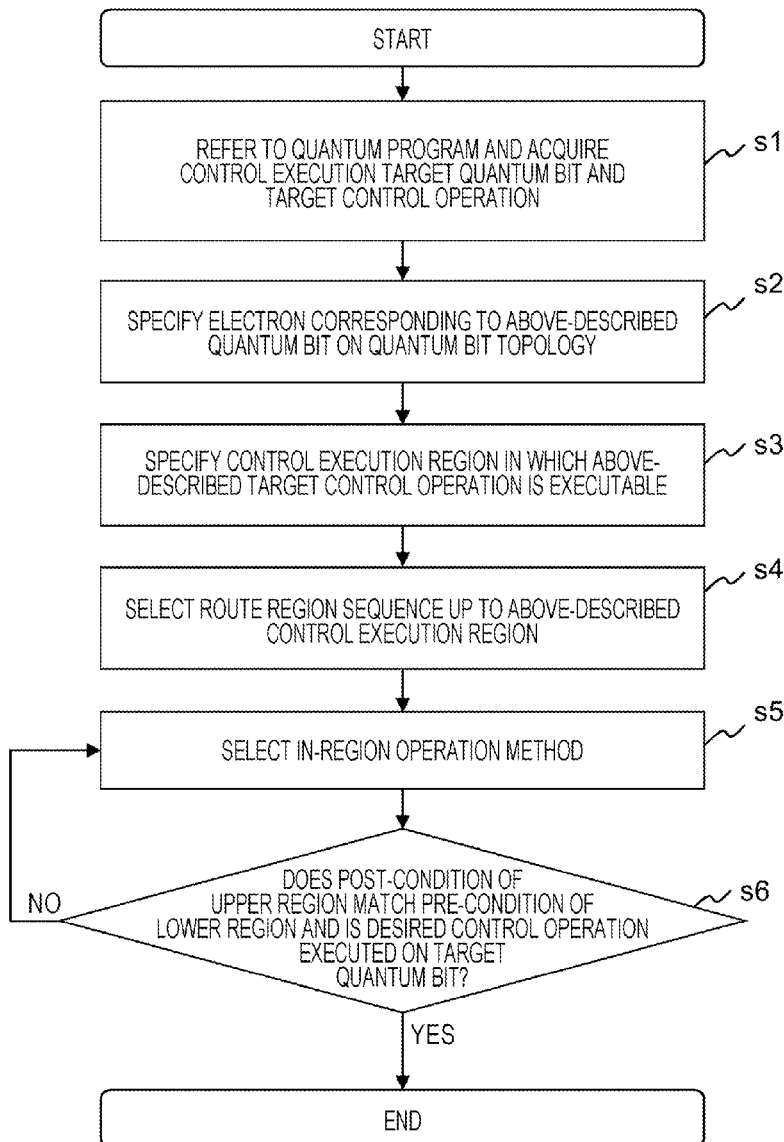 START
REFER TO QUANTUM PROGRAM AND ACQUIRE
CONTROL EXECUTION TARGET QUANTUM BIT AND
TARGET CONTROL OPERATION
s1
SPECIFY ELECTRON CORRESPONDING TO ABOVE-DESCRIBED
QUANTUM BIT ON QUANTUM BIT TOPOLOGY
s2
SPECIFY CONTROL EXECUTION REGION IN WHICH ABOVE-
DESCRIBED TARGET CONTROL OPERATION IS EXECUTABLE
s3
SELECT ROUTE REGION SEQUENCE UP TO ABOVE-DESCRIBED
CONTROL EXECUTION REGION
s4
SELECT IN-REGION OPERATION METHOD
s5
DOES POST-CONDITION OF
UPPER REGION MATCH PRE-CONDITION OF
LOWER REGION AND IS DESIRED CONTROL OPERATION
EXECUTED ON TARGET
QUANTUM BIT?
s6
NO
YES
END